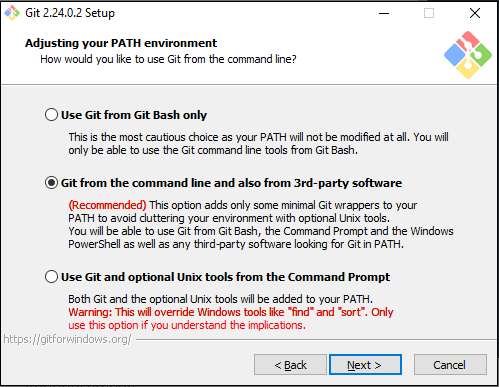 Git 2.24.0.2 Setup
Adjusting your PATH environment
How would you like to use Git from the command line?
Use Git from Git Bash only
This is the most cautious choice as your PATH will not be modified at all. You will
only be able to use the Git command line tools from Git Bash.
Git from the command line and also from 3rd-party software
(Recommended) This option adds only some minimal Git wrappers to your
PATH to avoid cluttering your environment with optional Unix tools.
You will be able to use Git from Git Bash, the Command Prompt and the Windows
PowerShell as well as any third-party software looking for Git in PATH.
Use Git and optional Unix tools from the Command Prompt
Both Git and the optional Unix tools will be added to your PATH.
Warning: This will override Windows tools like "find" and "sort". Only
use this option if you understand the implications.
https://gitforwindows.org/
< Back Next > Cancel